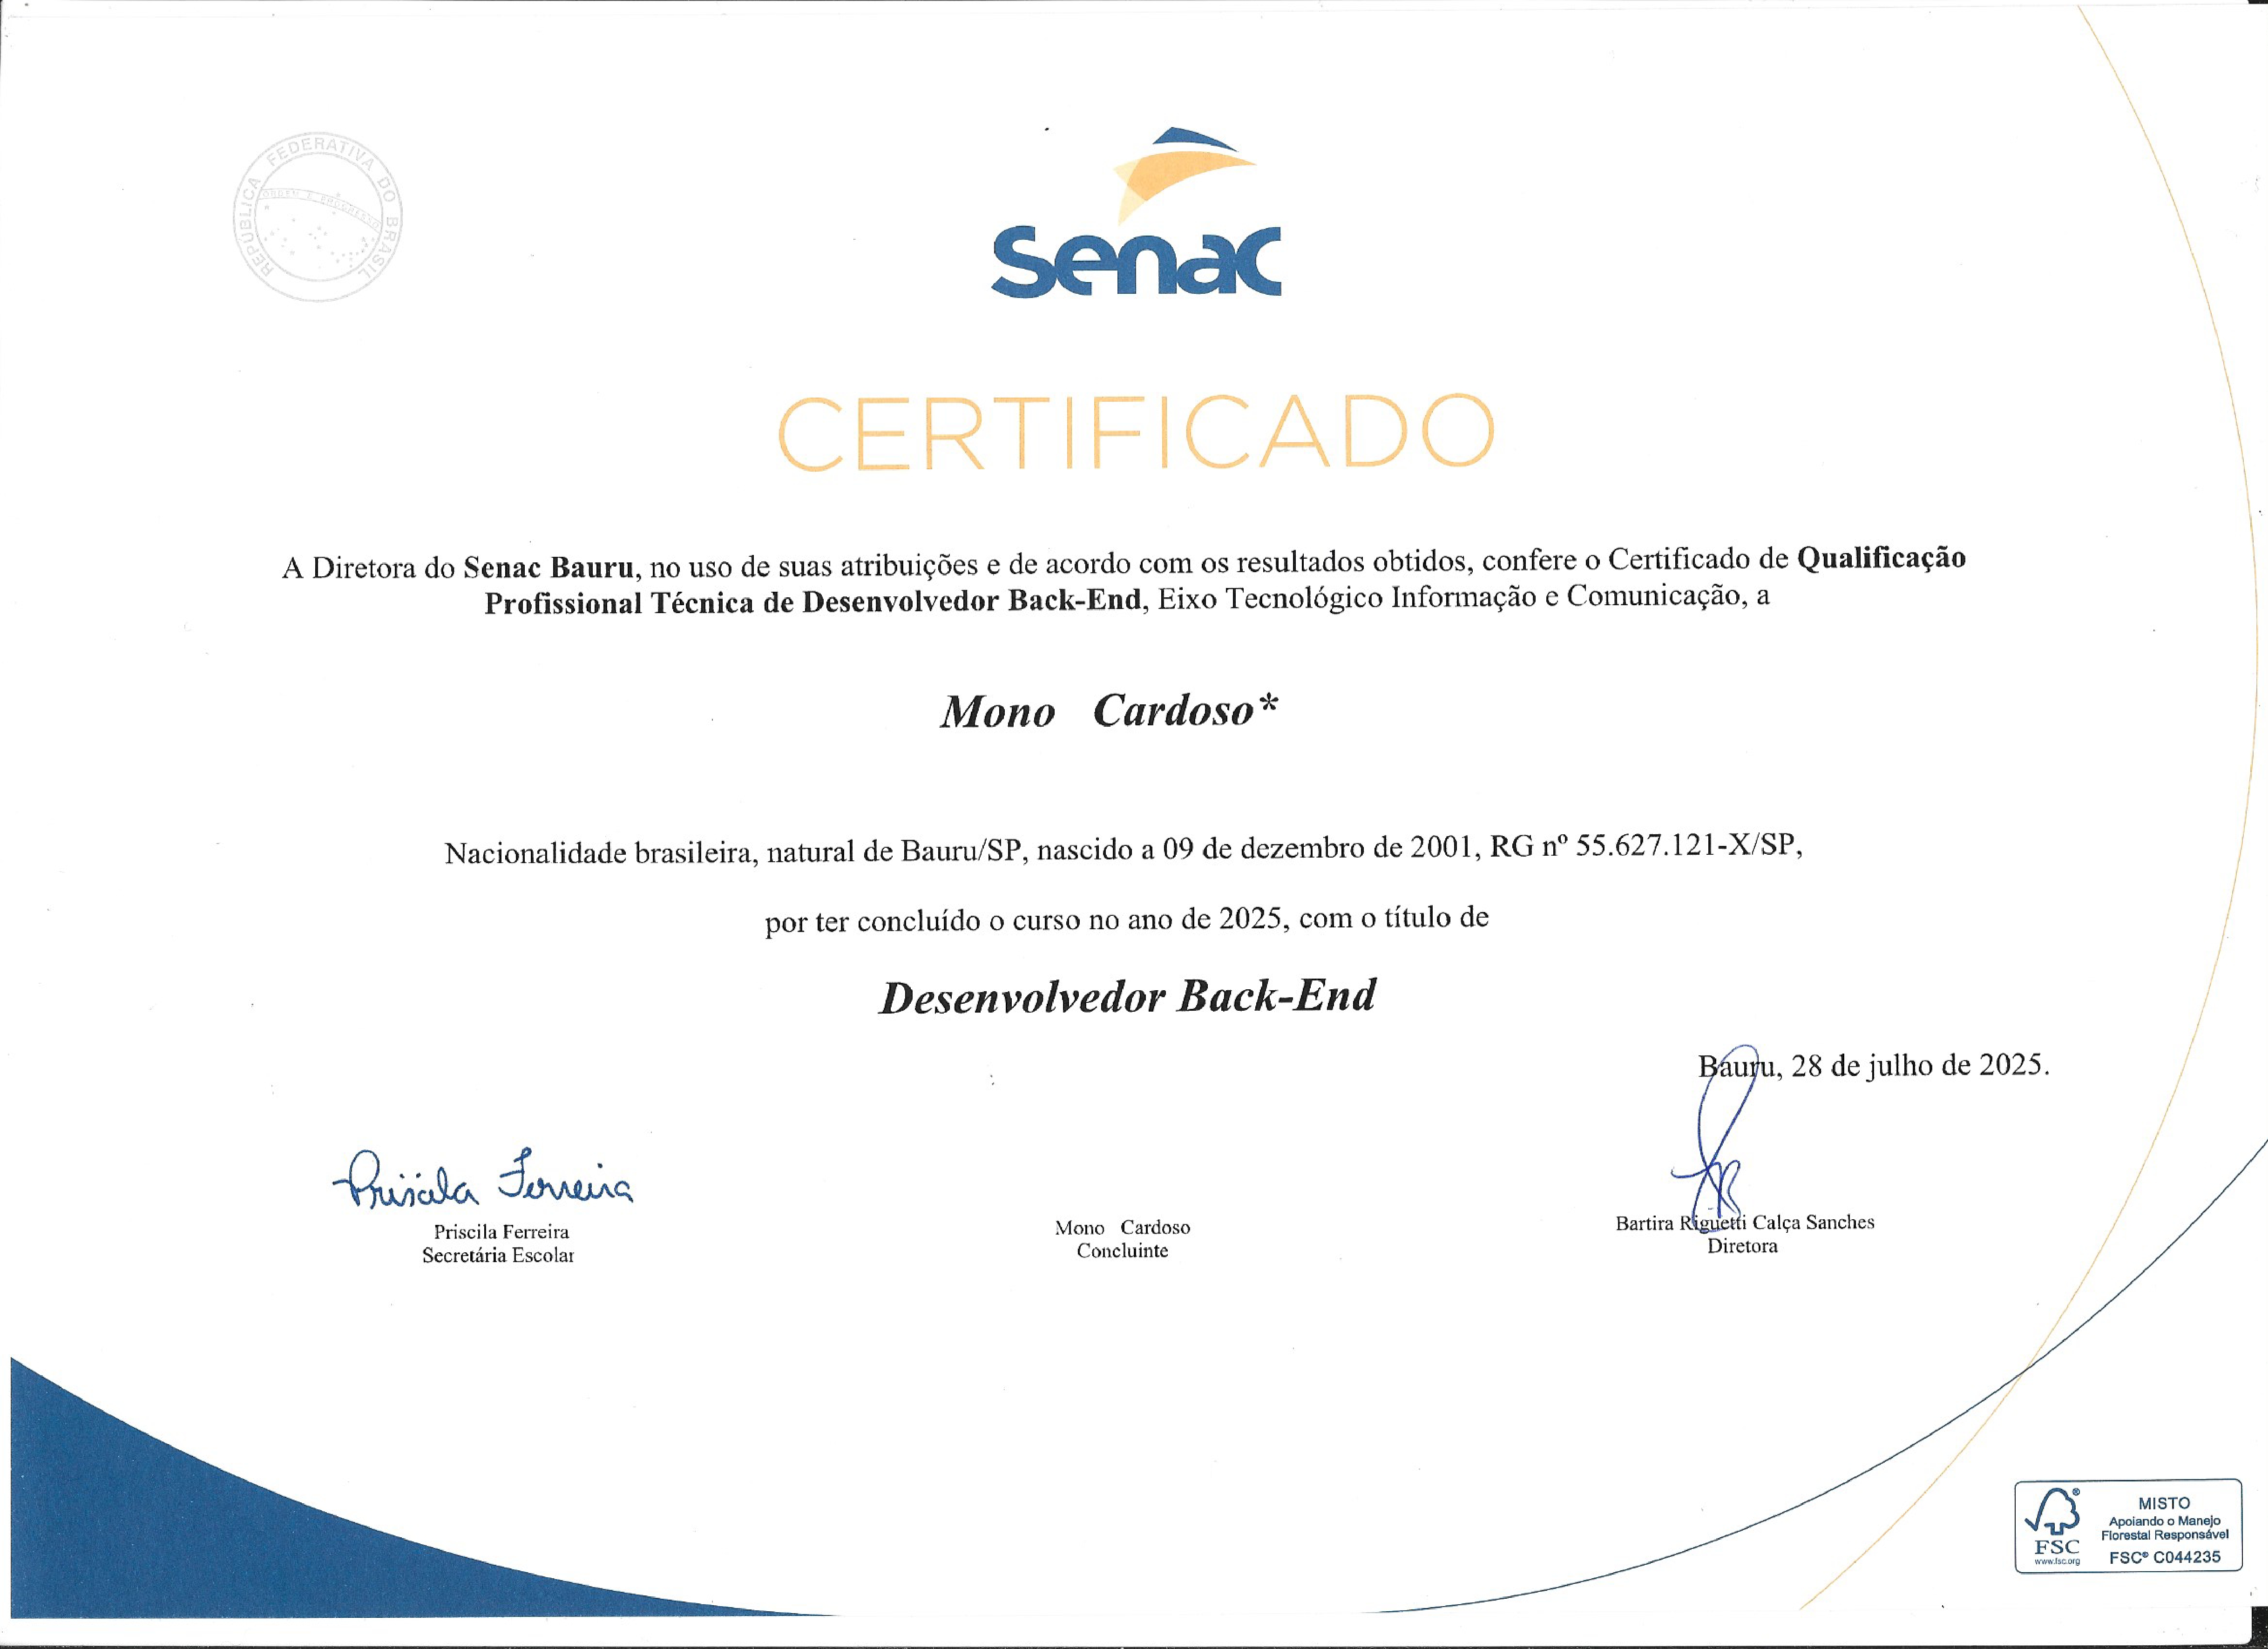 REPÚBLICA FEDERATIVA DO BRASIL
ORDEM E PROGRESSO
Senac
CERTIFICADO
A Diretora do Senac Bauru, no uso de suas atribuições e de acordo com os resultados obtidos, confere o Certificado de Qualificação
Profissional Técnica de Desenvolvedor Back-End, Eixo Tecnológico Informação e Comunicação, a
Mono Cardoso*
Nacionalidade brasileira, natural de Bauru/SP, nascido a 09 de dezembro de 2001, RG nº 55.627.121-X/SP,
por ter concluído o curso no ano de 2025, com o título de
Desenvolvedor Back-End
Bauru, 28 de julho de 2025.
Priscila Ferreira
Priscila Ferreira
Secretária Escolar
Mono Cardoso
Concluinte
Bartira Riguetti Calça Sanches
Diretora
MISTO
Apoiando o Manejo
Florestal Responsável
FSC® C044235
FSC
www.fsc.org